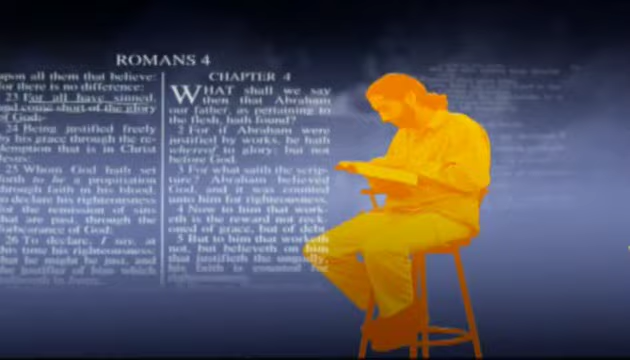 ROMANS 4
upon all them that believe:
for there is no difference:
23 For all have sinned,
and come short of the glory
of God;
24 Being justified freely
by his grace through the re-
demption that is in Christ
Jesus:
25 Whom God hath set
forth to be a propitiation
through faith in his blood,
to declare his righteousness
for the remission of sins
that are past, through the
forbearance of God;
26 To declare, I say, at
this time his righteousness:
that he might be just, and
the justifier of him which
CHAPTER 4
WHAT shall we say
then that Abraham
our father, as pertaining to
the flesh, hath found?
2 For if Abraham were
justified by works, he hath
whereof to glory; but not
before God.
3 For what saith the scrip-
ture? Abraham believed
God, and it was counted
unto him for righteousness.
4 Now to him that work-
eth is the reward not reck-
oned of grace, but of debt.
5 But to him that worketh
not, but believeth on him
that justifieth the ungodly,
his faith is counted for
righteousness.